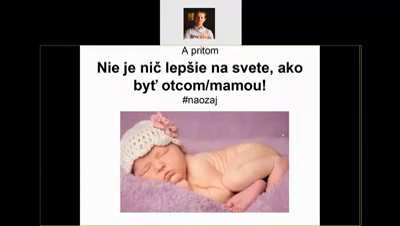 A pritom
Nie je nič lepšie na svete, ako
byť otcom/mamou!
#naozaj